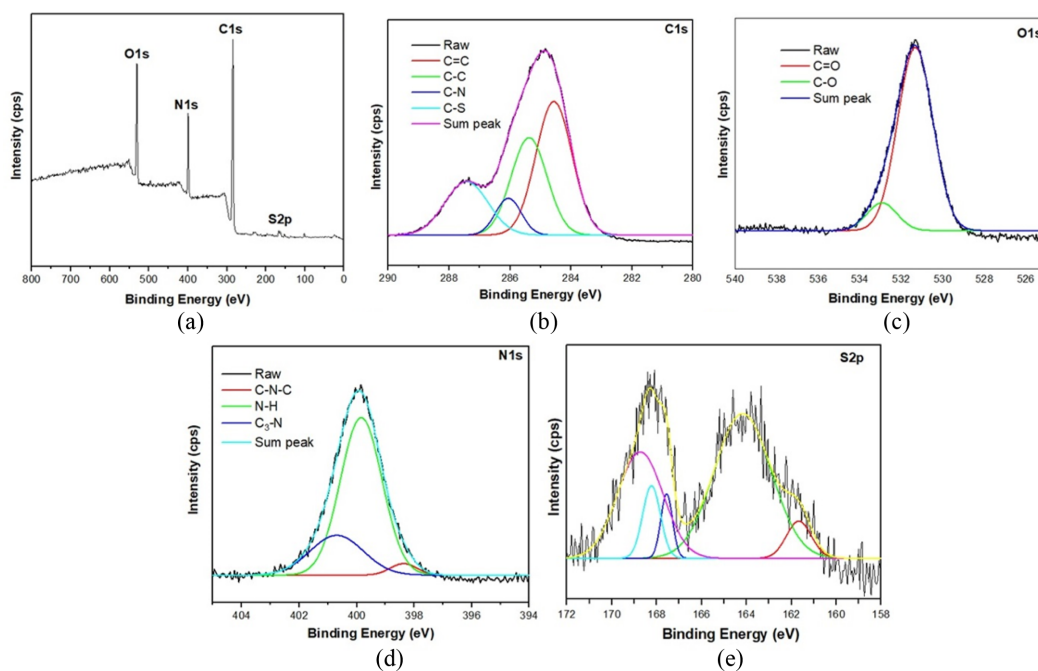 C1s
O1s
N1s
S2p
Intensity (cps)
800 700 600 500 400 300 200 100 0
Binding Energy (eV)
(a)
C1s
Raw
C=C
C-C
C-N
C-S
Sum peak
Intensity (cps)
290 288 286 284 282 280
Binding Energy (eV)
(b)
O1s
Raw
C=O
C-O
Sum peak
Intensity (cps)
540 538 536 534 532 530 528 526
Binding Energy (eV)
(c)
N1s
Raw
C-N-C
N-H
C₃-N
Sum peak
Intensity (cps)
404 402 400 398 396 394
Binding Energy (eV)
(d)
S2p
Intensity (cps)
172 170 168 166 164 162 160 158
Binding Energy (eV)
(e)